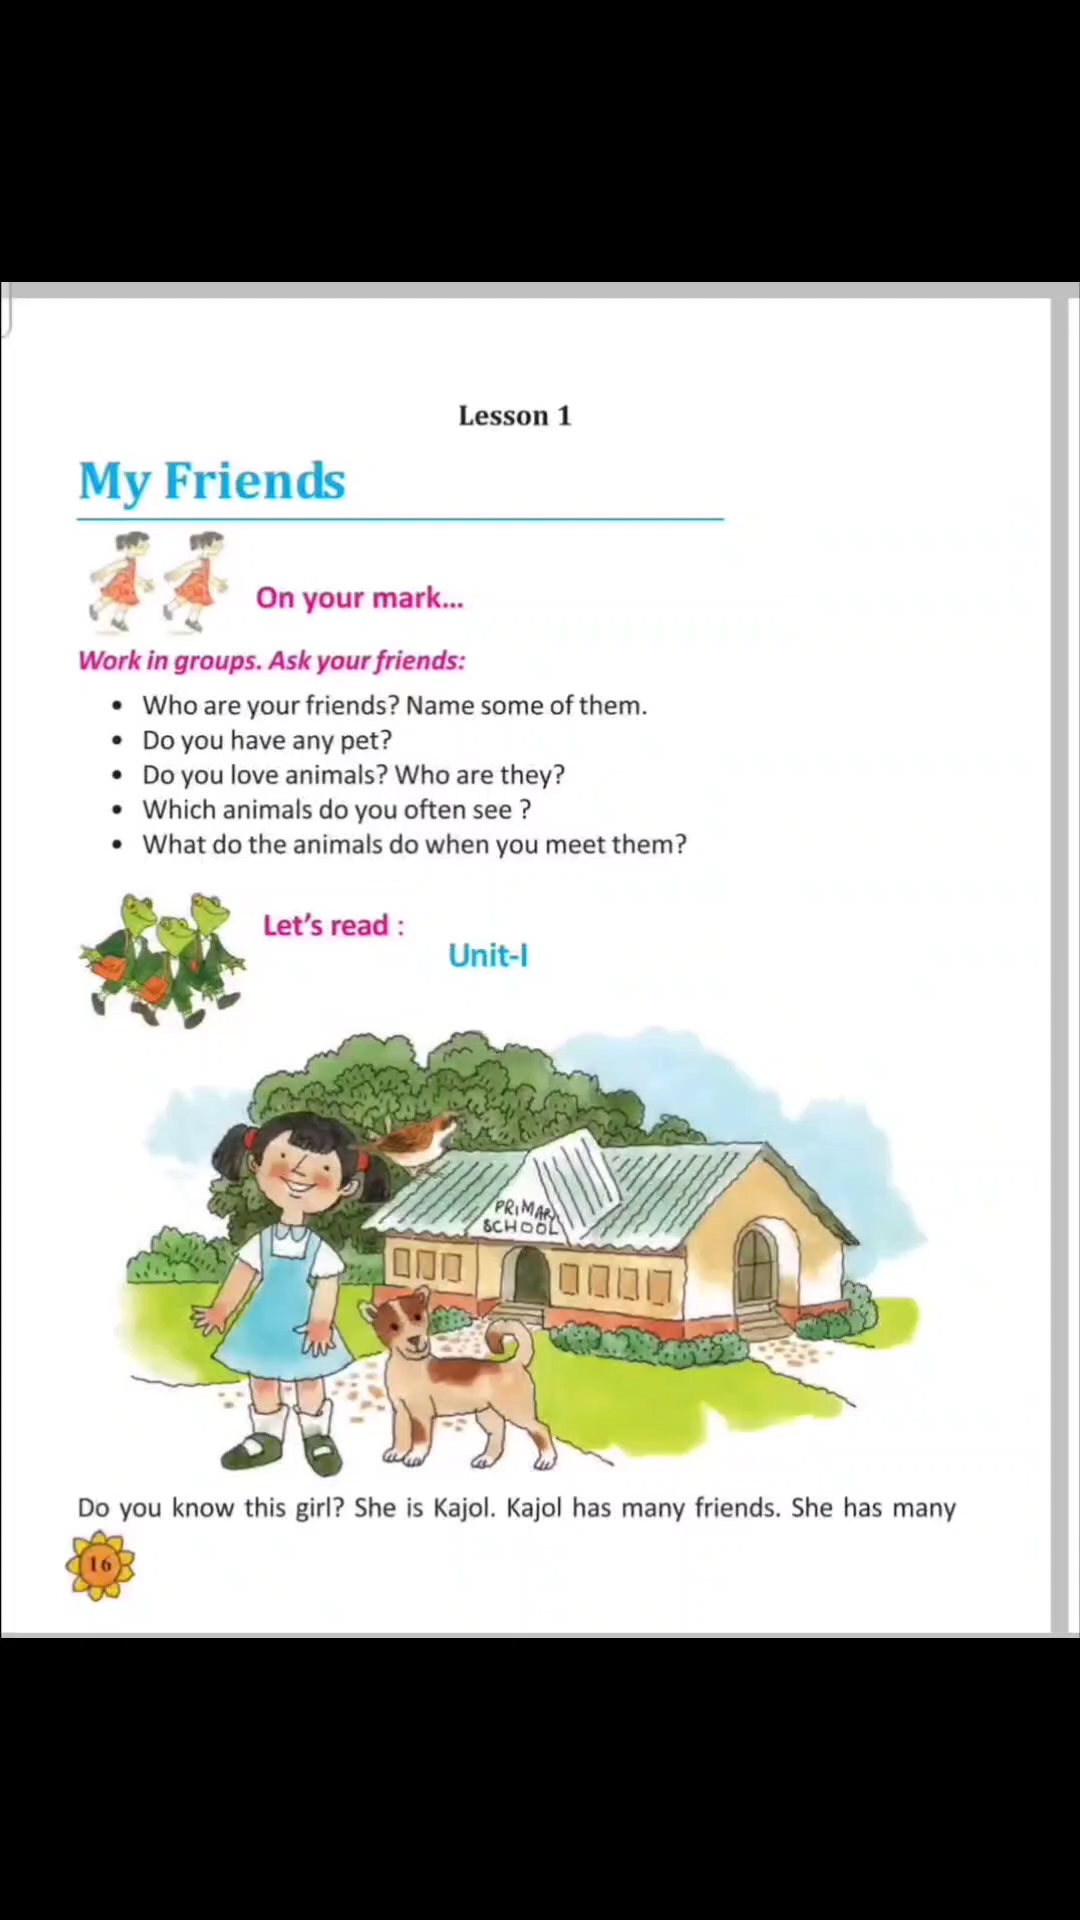 Lesson 1
My Friends
On your mark...
Work in groups. Ask your friends:
• Who are your friends? Name some of them.
• Do you have any pet?
• Do you love animals? Who are they?
• Which animals do you often see ?
• What do the animals do when you meet them?
Let's read :
Unit-I
PRIMARY
SCHOOL
Do you know this girl? She is Kajol. Kajol has many friends. She has many
16